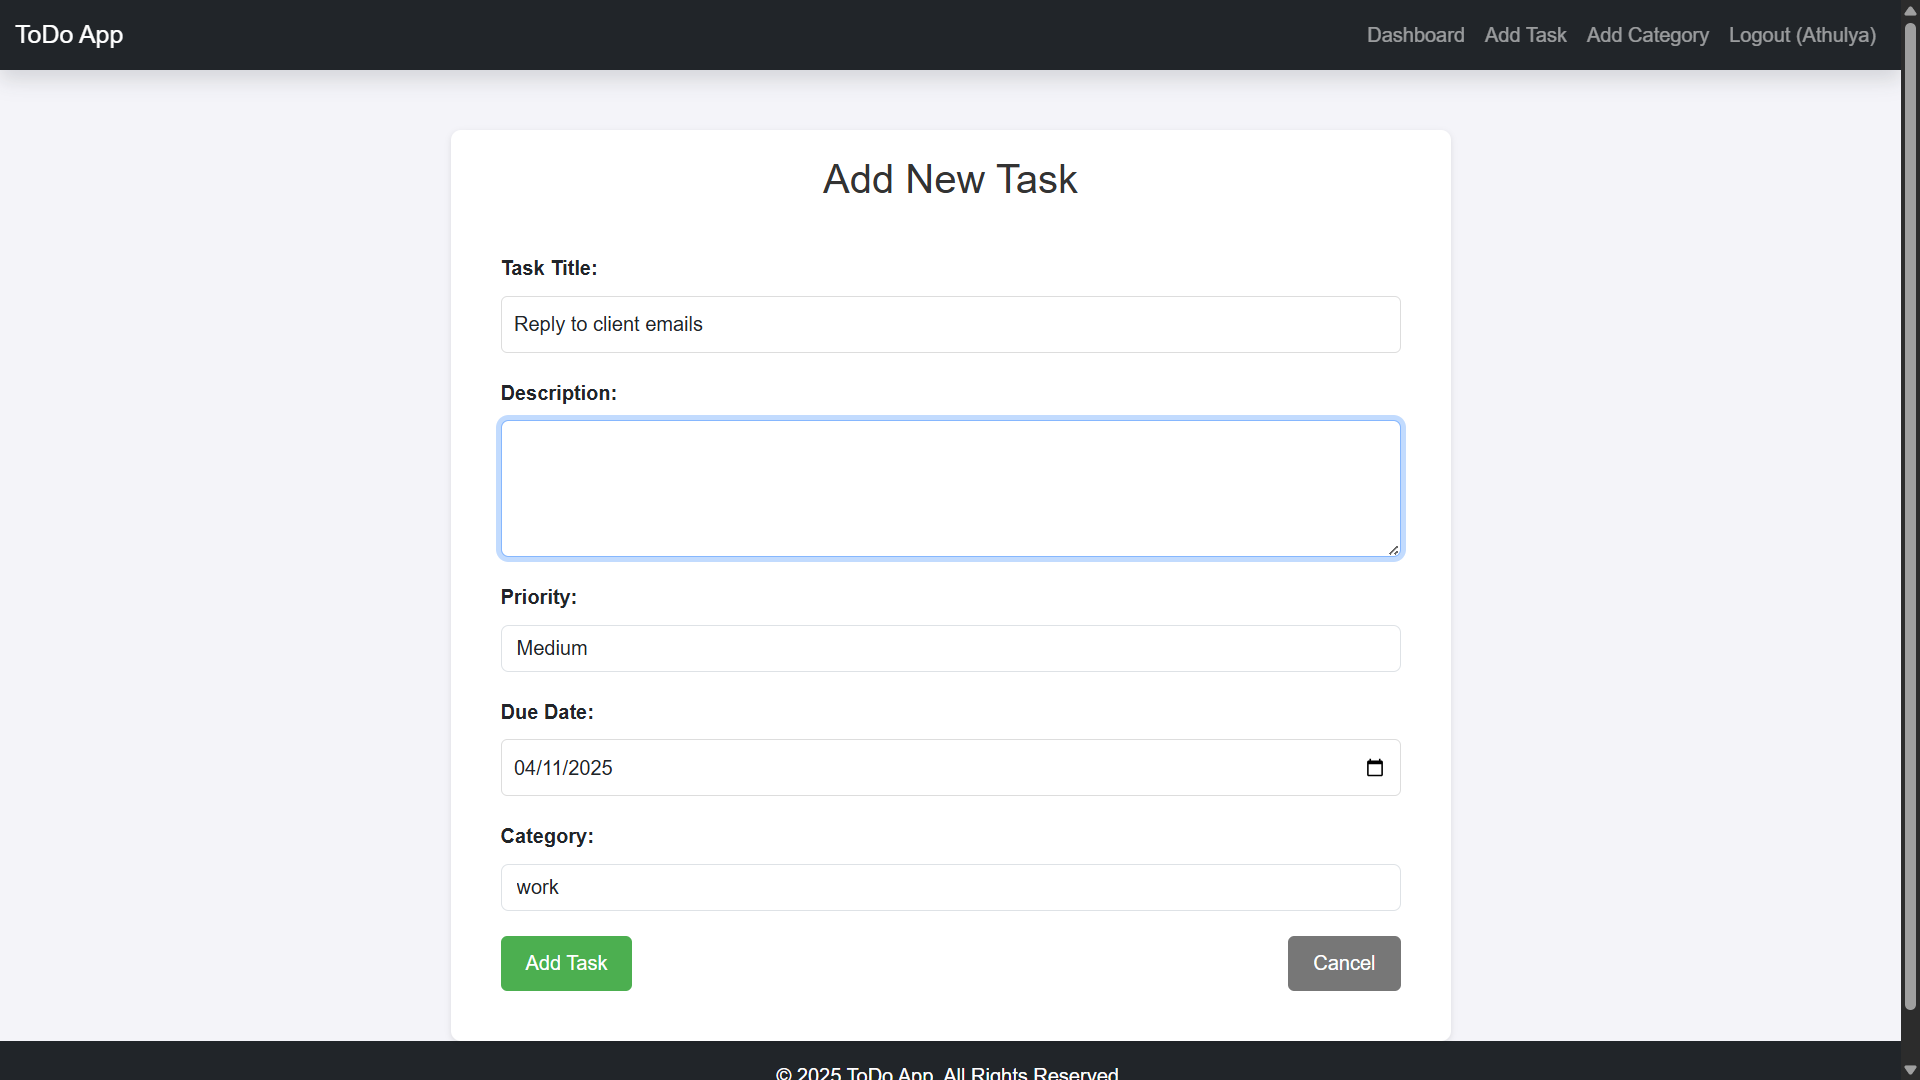 ToDo App
Dashboard Add Task Add Category Logout (Athulya)
Add New Task
Task Title:
Reply to client emails
Description:
Priority:
Medium
Due Date:
04/11/2025
Category:
work
Add Task
Cancel
© 2025 ToDo App. All Rights Reserved